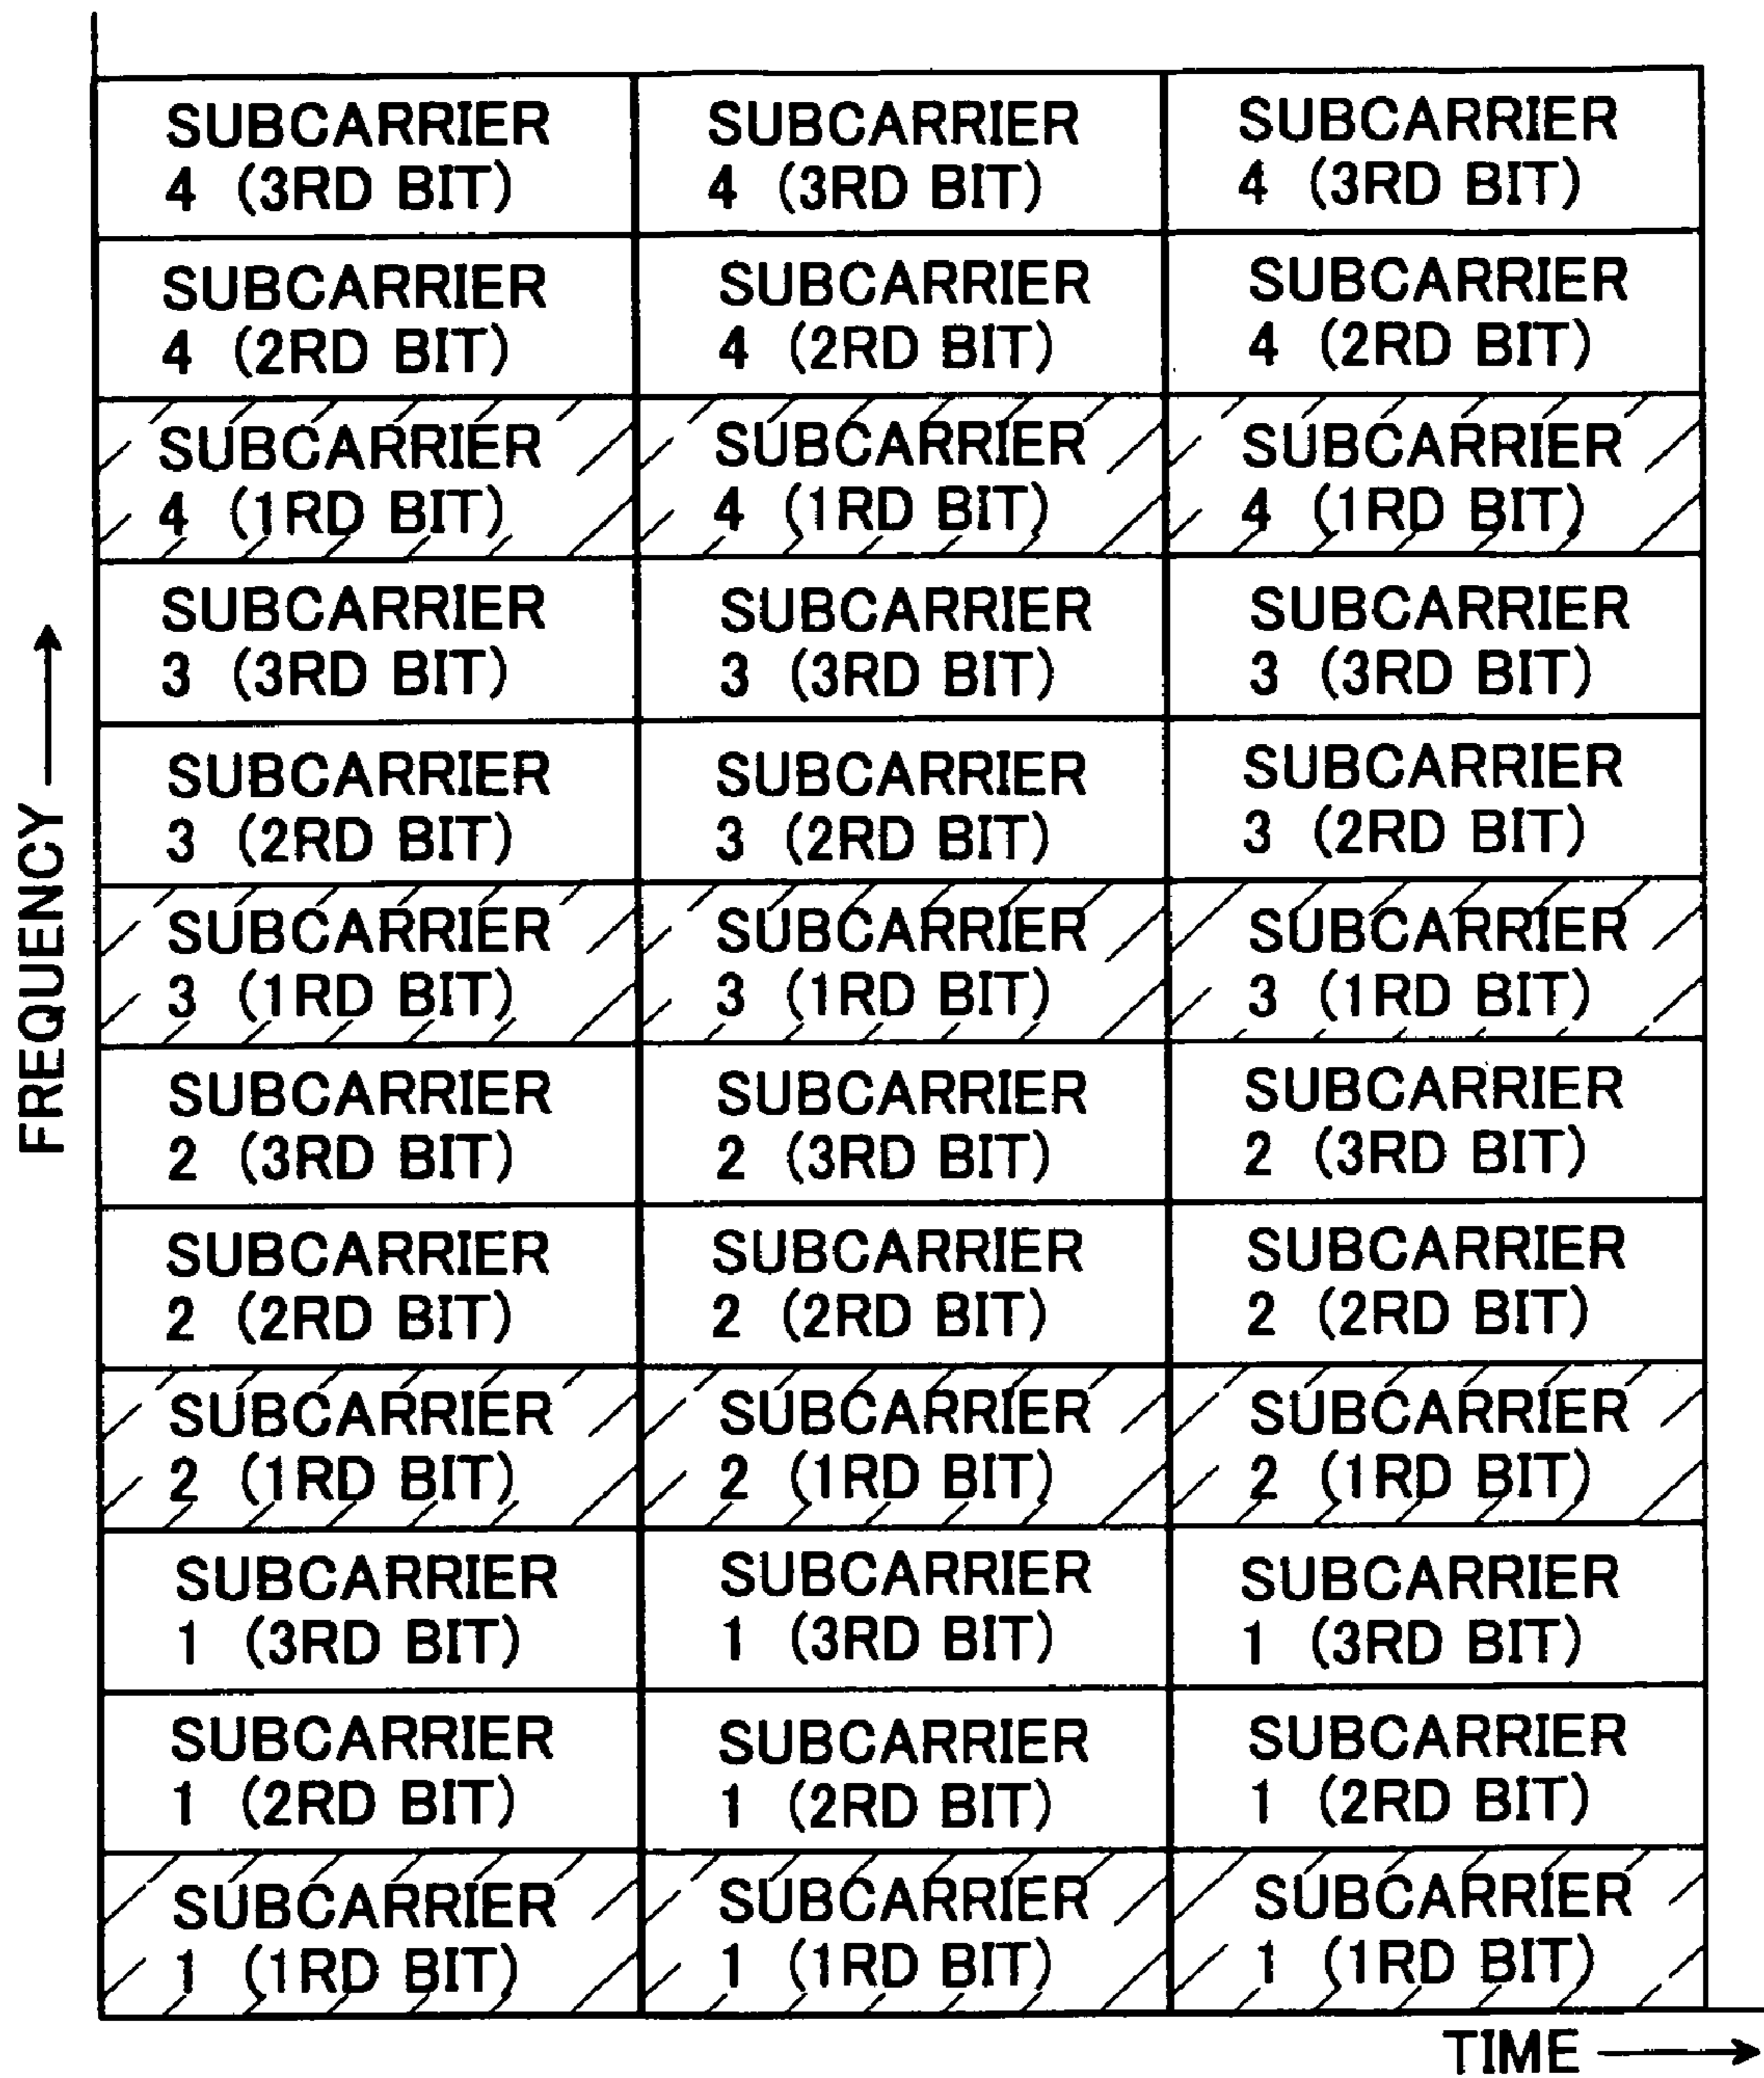 SUBCARRIER
4 (3RD BIT)
SUBCARRIER
4 (3RD BIT)
SUBCARRIER
4 (3RD BIT)
SUBCARRIER
4 (2RD BIT)
SUBCARRIER
4 (2RD BIT)
SUBCARRIER
4 (2RD BIT)
SUBCARRIER
4 (1RD BIT)
SUBCARRIER
4 (1RD BIT)
SUBCARRIER
4 (1RD BIT)
SUBCARRIER
3 (3RD BIT)
SUBCARRIER
3 (3RD BIT)
SUBCARRIER
3 (3RD BIT)
SUBCARRIER
3 (2RD BIT)
SUBCARRIER
3 (2RD BIT)
SUBCARRIER
3 (2RD BIT)
SUBCARRIER
3 (1RD BIT)
SUBCARRIER
3 (1RD BIT)
SUBCARRIER
3 (1RD BIT)
SUBCARRIER
2 (3RD BIT)
SUBCARRIER
2 (3RD BIT)
SUBCARRIER
2 (3RD BIT)
SUBCARRIER
2 (2RD BIT)
SUBCARRIER
2 (2RD BIT)
SUBCARRIER
2 (2RD BIT)
SUBCARRIER
2 (1RD BIT)
SUBCARRIER
2 (1RD BIT)
SUBCARRIER
2 (1RD BIT)
SUBCARRIER
1 (3RD BIT)
SUBCARRIER
1 (3RD BIT)
SUBCARRIER
1 (3RD BIT)
SUBCARRIER
1 (2RD BIT)
SUBCARRIER
1 (2RD BIT)
SUBCARRIER
1 (2RD BIT)
SUBCARRIER
1 (1RD BIT)
SUBCARRIER
1 (1RD BIT)
SUBCARRIER
1 (1RD BIT)
FREQUENCY
TIME